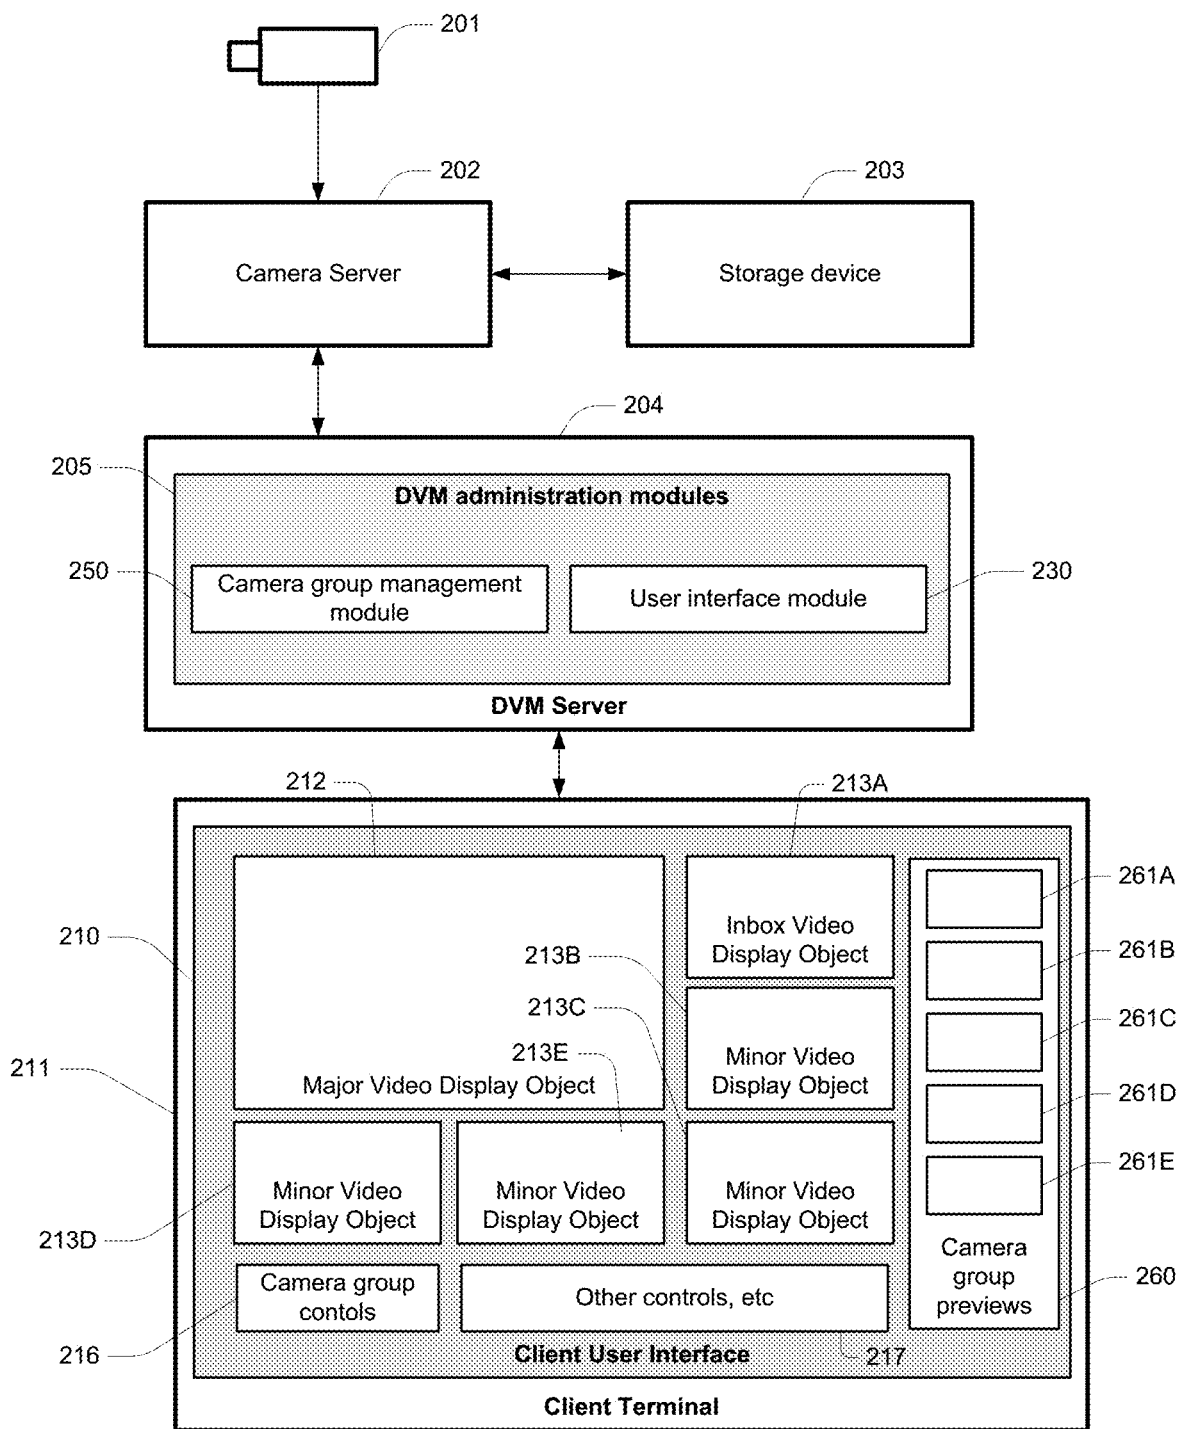 201
202
203
Camera Server
Storage device
204
205
DVM administration modules
250
Camera group management
module
User interface module
230
DVM Server
212
213A
261A
Inbox Video
Display Object
210
213B
261B
213C
261C
213E
Minor Video
Display Object
211
Major Video Display Object
261D
261E
Minor Video
Display Object
Minor Video
Display Object
Minor Video
Display Object
213D
Camera
group
previews
260
Camera group
contols
Other controls, etc
216
Client User Interface
217
Client Terminal